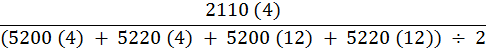 2110 (4)
(5200 (4) + 5220 (4) + 5200 (12) + 5220 (12)) ÷ 2